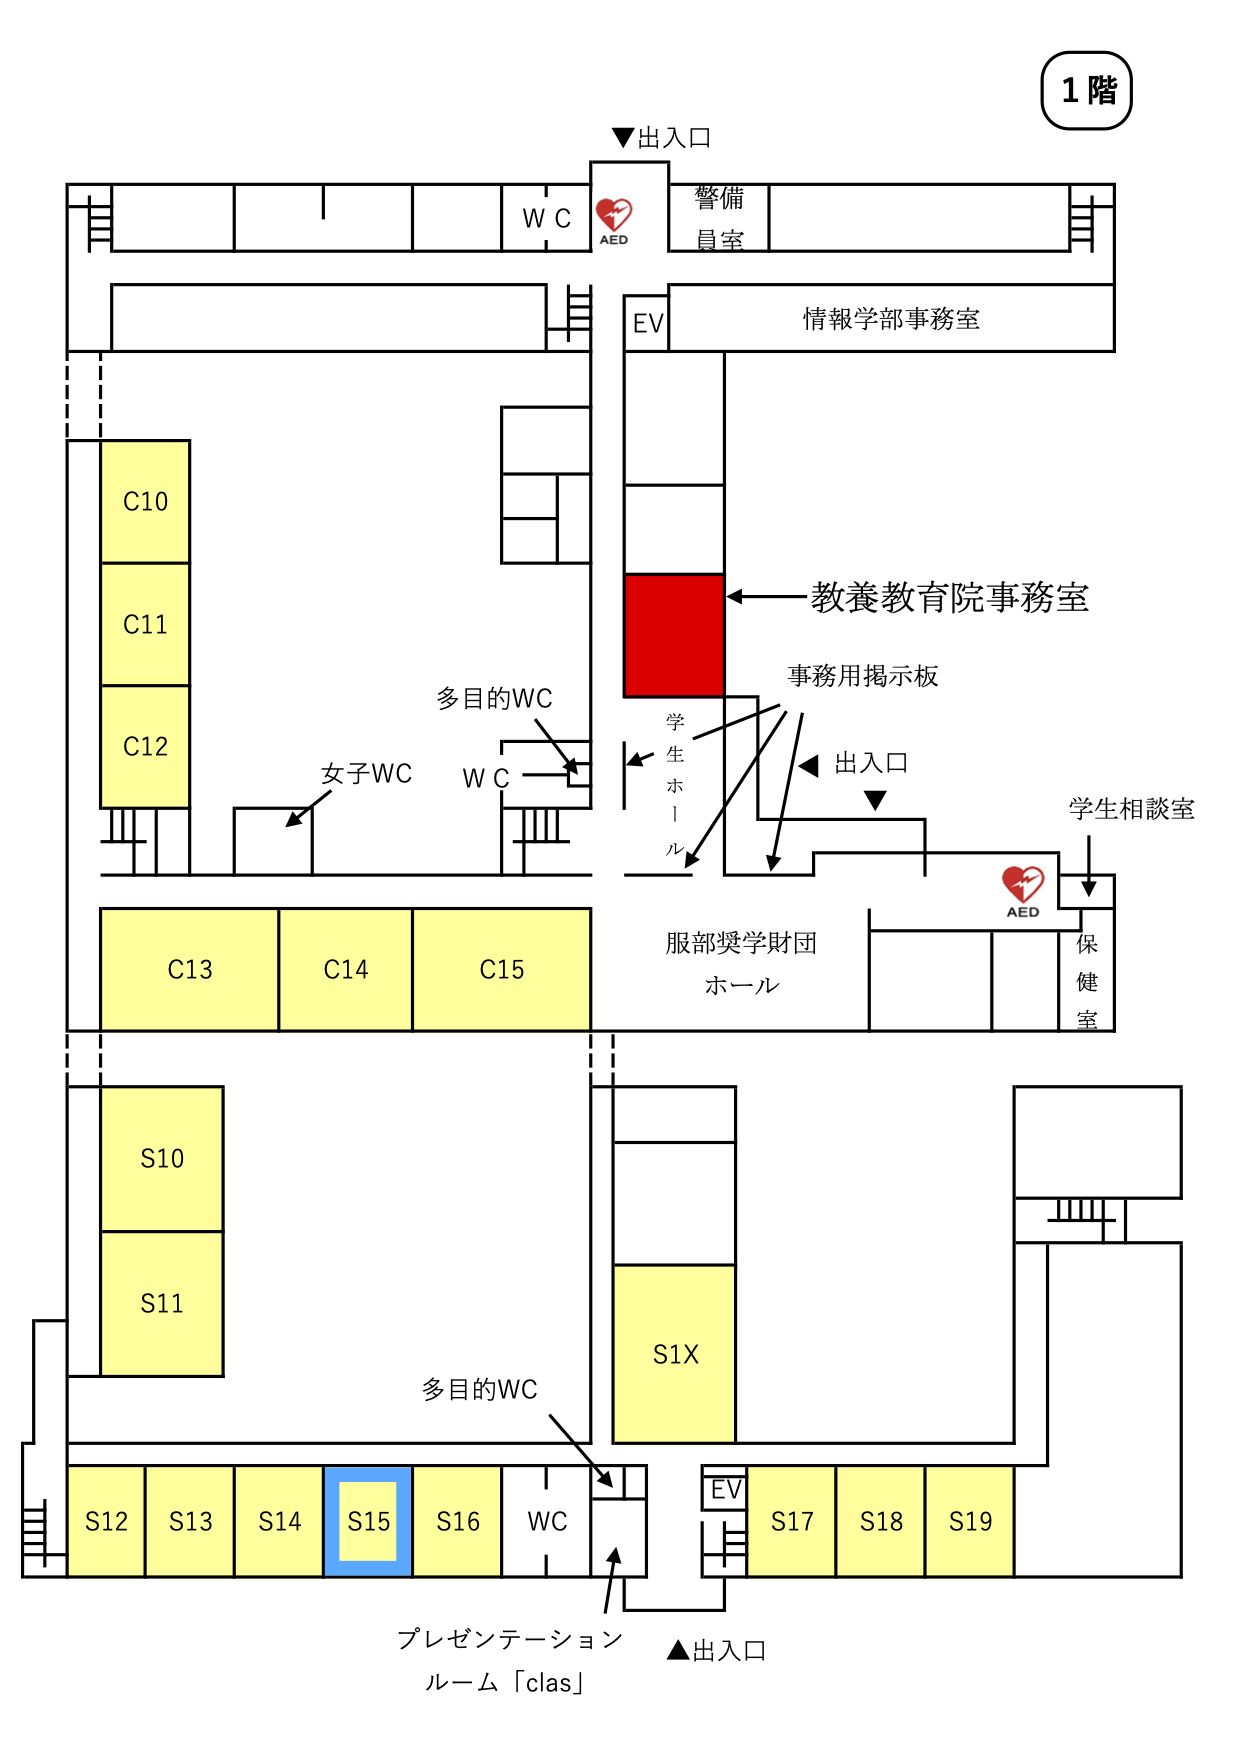 1 階
▼出入口
W C
AED
警備
員室
EV
情報学部事務室
C10
C11
C12
教養教育院事務室
事務用掲示板
多目的WC
W C
女子WC
学生ホール
◀ 出入口
▼
学生相談室
AED
C13
C14
C15
服部奨学財団
ホール
保健室
S10
S11
S1X
多目的WC
S12
S13
S14
S15
S16
WC
EV
S17
S18
S19
プレゼンテーション
ルーム「clas」
▲出入口